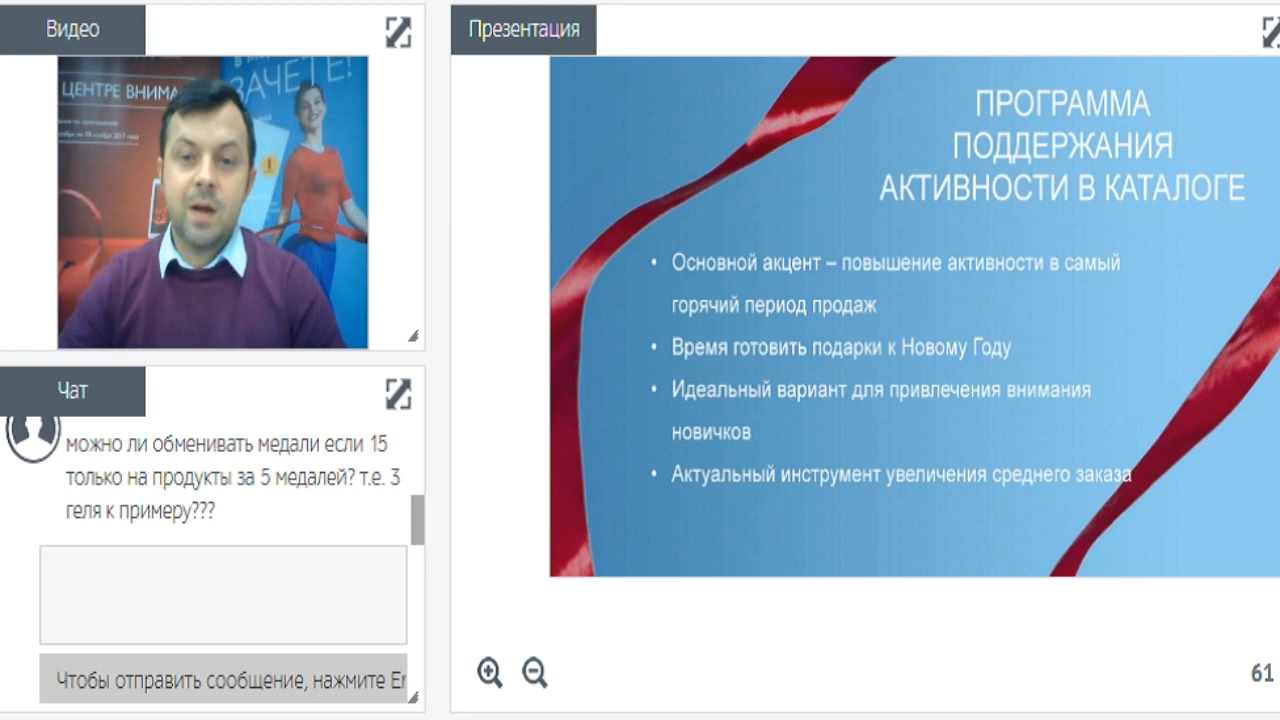 Видео
ЦЕНТРЕ ВНИМА
ЗАЧЕТЕ!
Чат
можно ли обменивать медали если 15
только на продукты за 5 медалей? т.е. 3
геля к примеру???
Чтобы отправить сообщение, нажмите Er
Презентация
ПРОГРАММА
ПОДДЕРЖАНИЯ
АКТИВНОСТИ В КАТАЛОГЕ
• Основной акцент – повышение активности в самый
горячий период продаж
• Время готовить подарки к Новому Году
• Идеальный вариант для привлечения внимания
новичков
• Актуальный инструмент увеличения среднего заказа
61